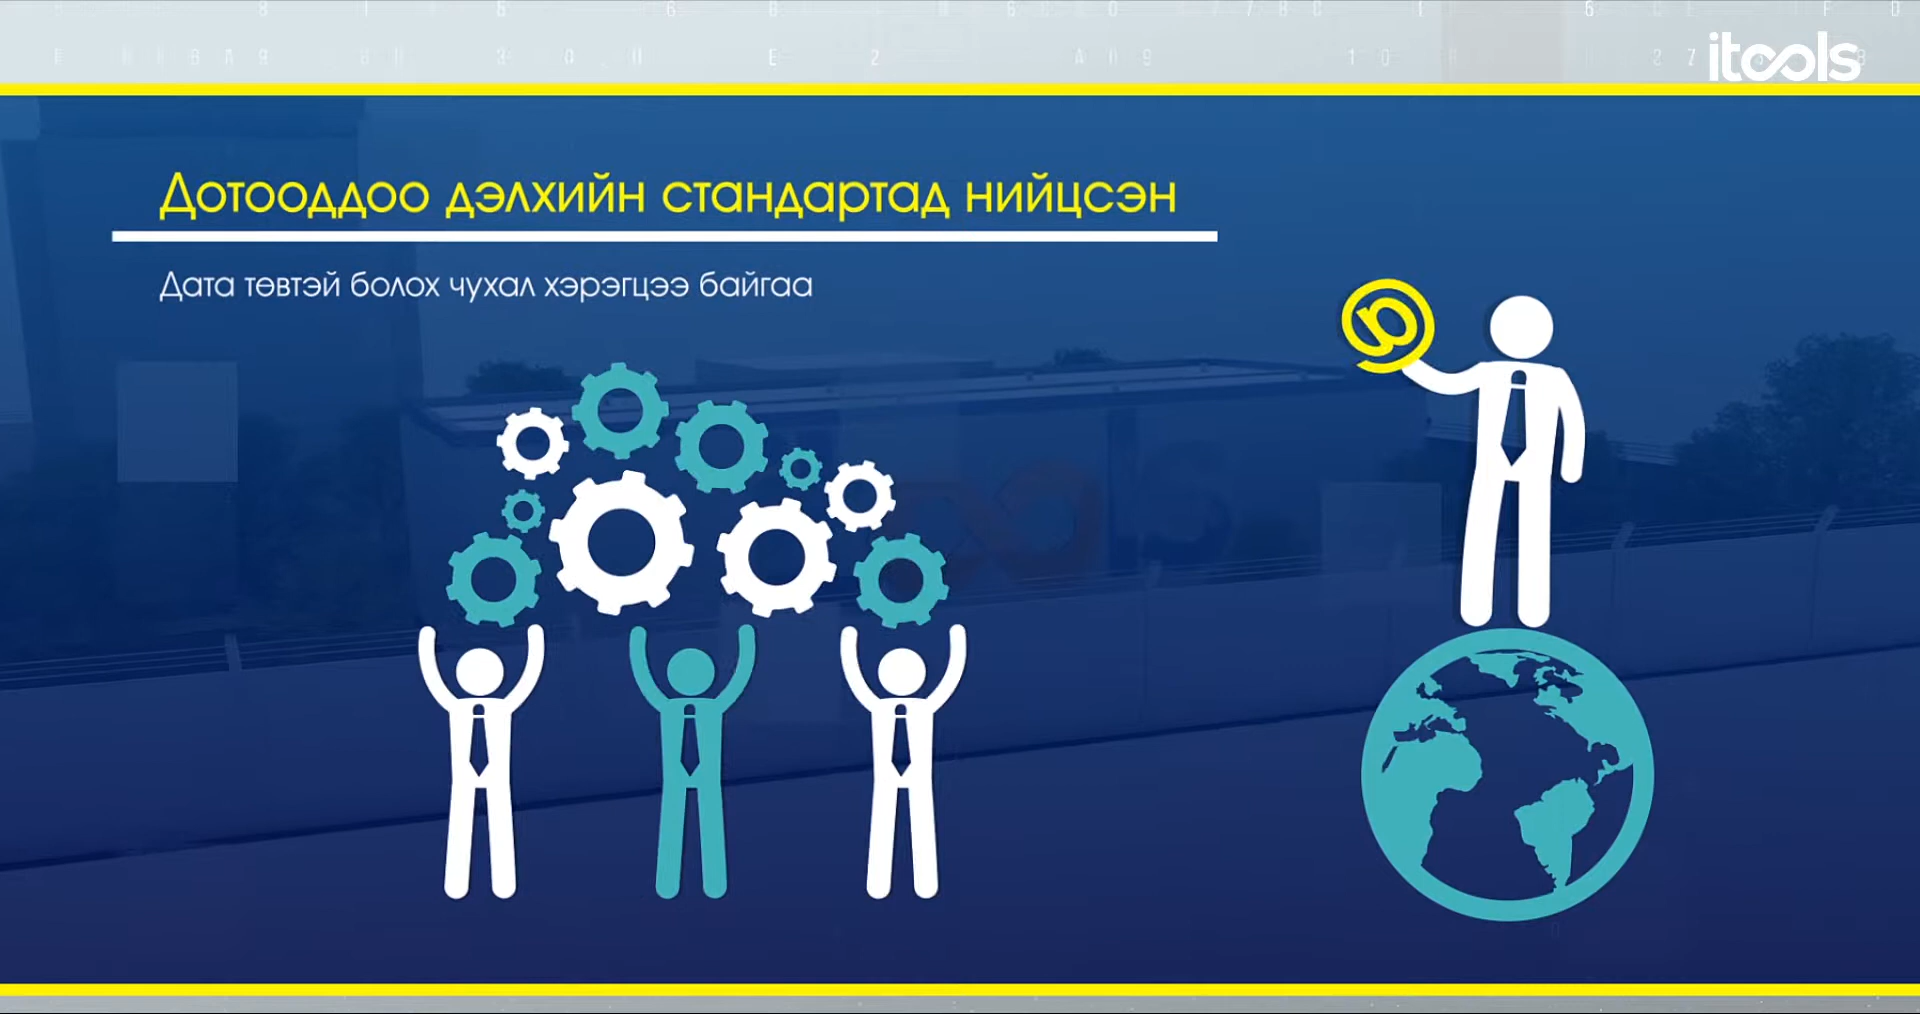 itools
Дотооддоо дэлхийн стандартад нийцсэн
Дата төвтэй болох чухал хэрэгцээ байгаа
@